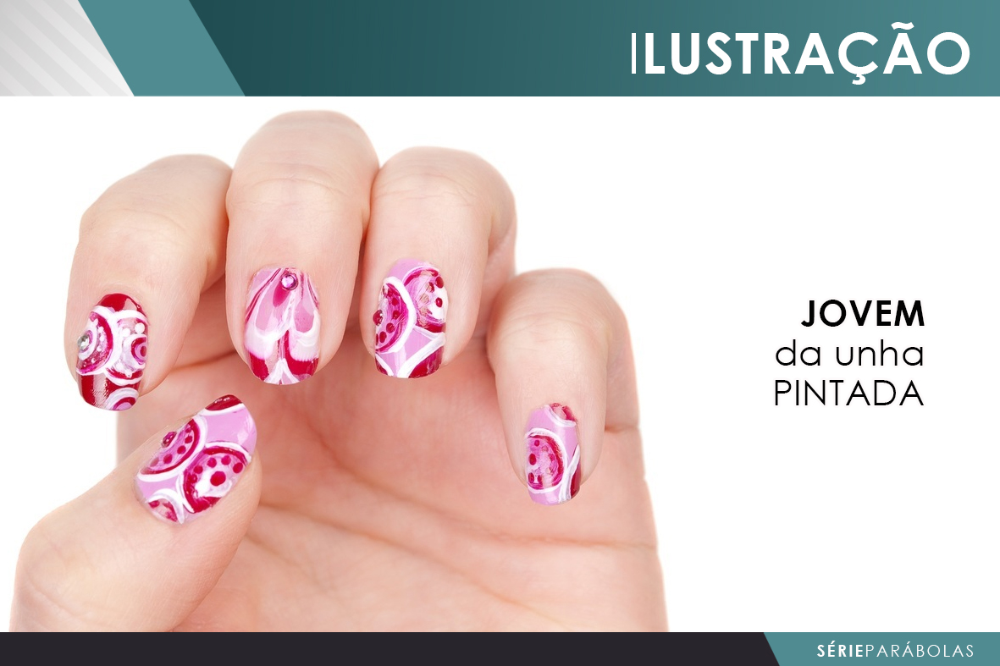 ILUSTRAÇÃO
JOVEM
da unha
PINTADA
SÉRIEPARÁBOLAS